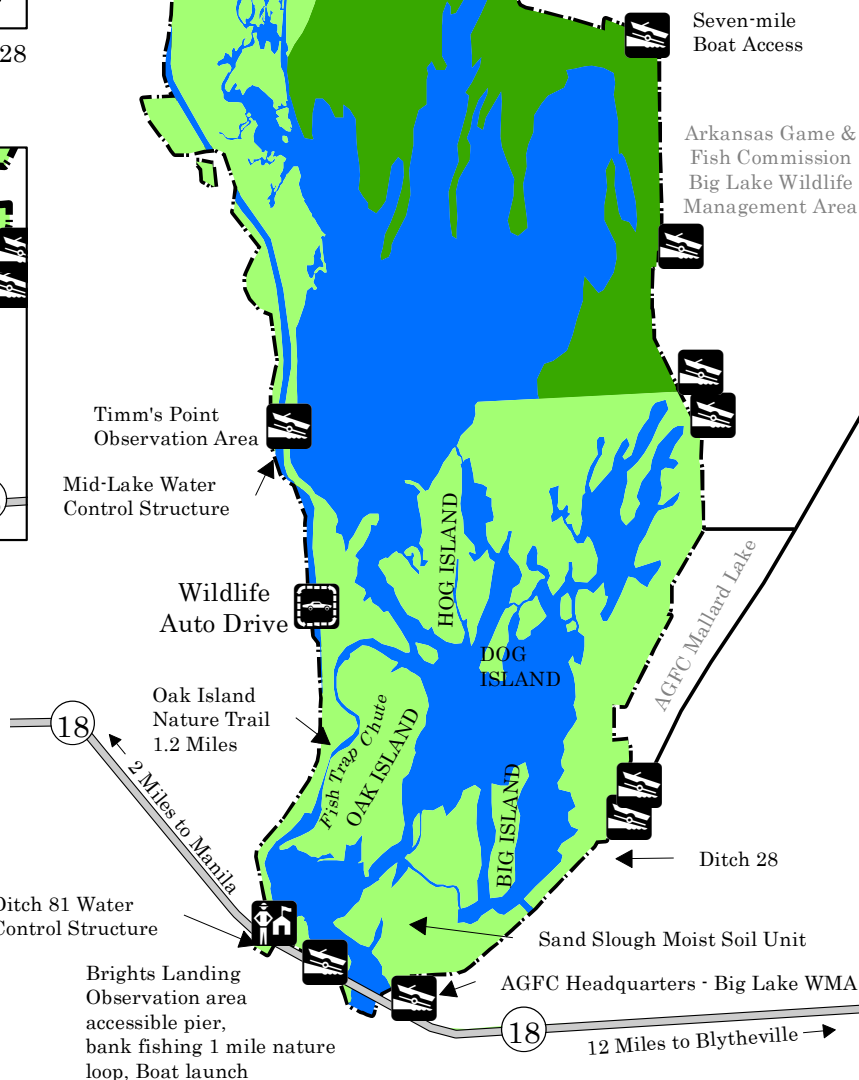 28
Seven-mile
Boat Access
Arkansas Game &
Fish Commission
Big Lake Wildlife
Management Area
Timm's Point
Observation Area
Mid-Lake Water
Control Structure
HOG ISLAND
AGFC Mallard Lake
Wildlife
Auto Drive
DOG
ISLAND
Oak Island
Nature Trail
1.2 Miles
Fish Trap Chute
OAK ISLAND
18
2 Miles to Manila
BIG ISLAND
Ditch 28
Ditch 81 Water
Control Structure
Sand Slough Moist Soil Unit
Brights Landing
Observation area
accessible pier,
bank fishing 1 mile nature
loop, Boat launch
AGFC Headquarters - Big Lake WMA
18
12 Miles to Blytheville